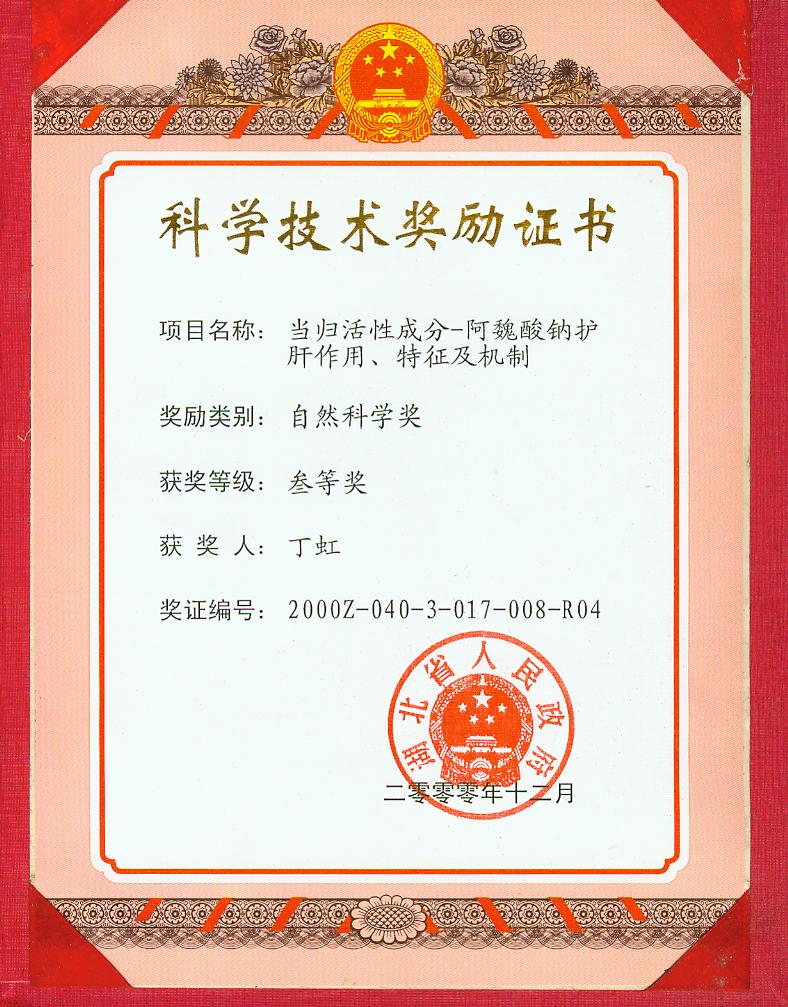 科学技术奖励证书
项目名称： 当归活性成分-阿魏酸钠护
肝作用、特征及机制
奖励类别： 自然科学奖
获奖等级： 叁等奖
获 奖 人： 丁虹
奖证编号： 2000Z-040-3-017-008-R04
湖北省人民政府
二零零零年十二月